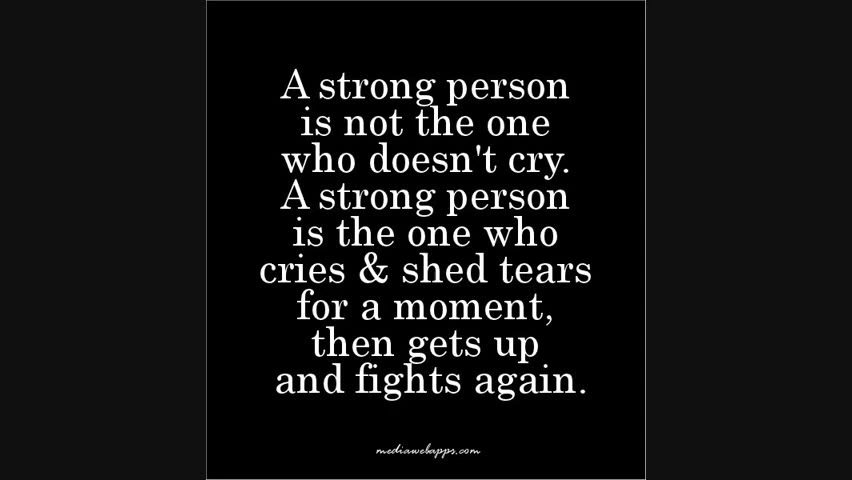 A strong person
is not the one
who doesn't cry.
A strong person
is the one who
cries & shed tears
for a moment,
then gets up
and fights again.
mediawebapps.com